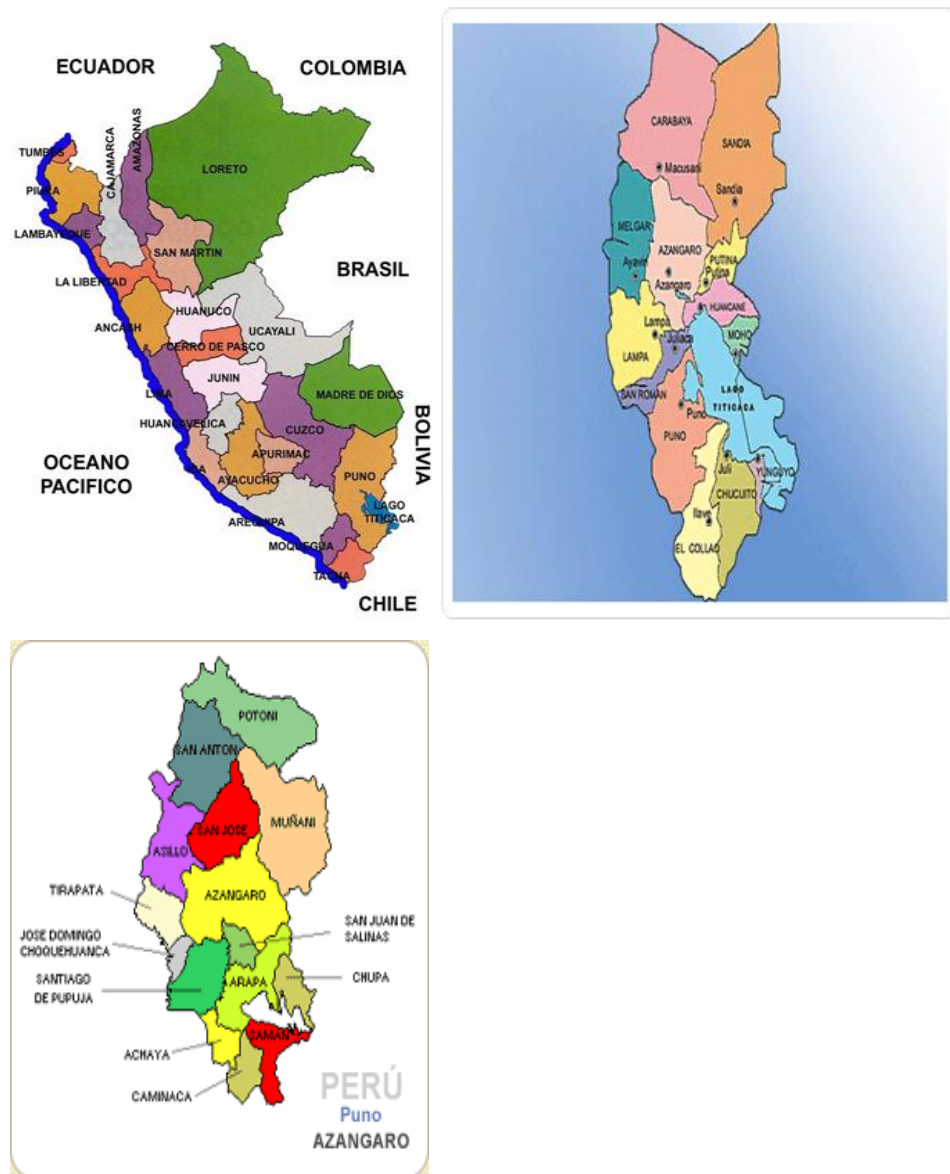 ECUADOR
COLOMBIA
TUMBES
CAJAMARCA
AMAZONAS
LORETO
PIURA
LAMBAYEQUE
SAN MARTIN
BRASIL
LA LIBERTAD
HUANUCO
ANCASH
UCAYALI
CERRO DE PASCO
JUNIN
LIMA
MADRE DE DIOS
HUANCAVELICA
CUZCO
BOLIVIA
OCEANO
PACIFICO
APURIMAC
ICA
AYACUCHO
PUNO
LAGO
TITICACA
AREQUIPA
MOQUEGUA
TACNA
CHILE
CARABAYA
SANDIA
Macusani
Sandia
MELGAR
AZANGARO
PUTINA
Ayaviri
Azangaro
Putina
HUANCANE
Lampa
MOHO
Juliaca
LAMPA
LAGO
TITICACA
SAN ROMAN
Puno
PUNO
Juli
YUNGUYO
CHUCUITO
Ilave
EL COLLAO
POTONI
SAN ANTON
MUÑANI
SAN JOSE
ASILLO
TIRAPATA
AZANGARO
SAN JUAN DE
SALINAS
JOSE DOMINGO
CHOQUEHUANCA
CHUPA
SANTIAGO
DE PUPUJA
ARAPA
SAMAN
ACHAYA
CAMINACA
PERÚ
Puno
AZANGARO